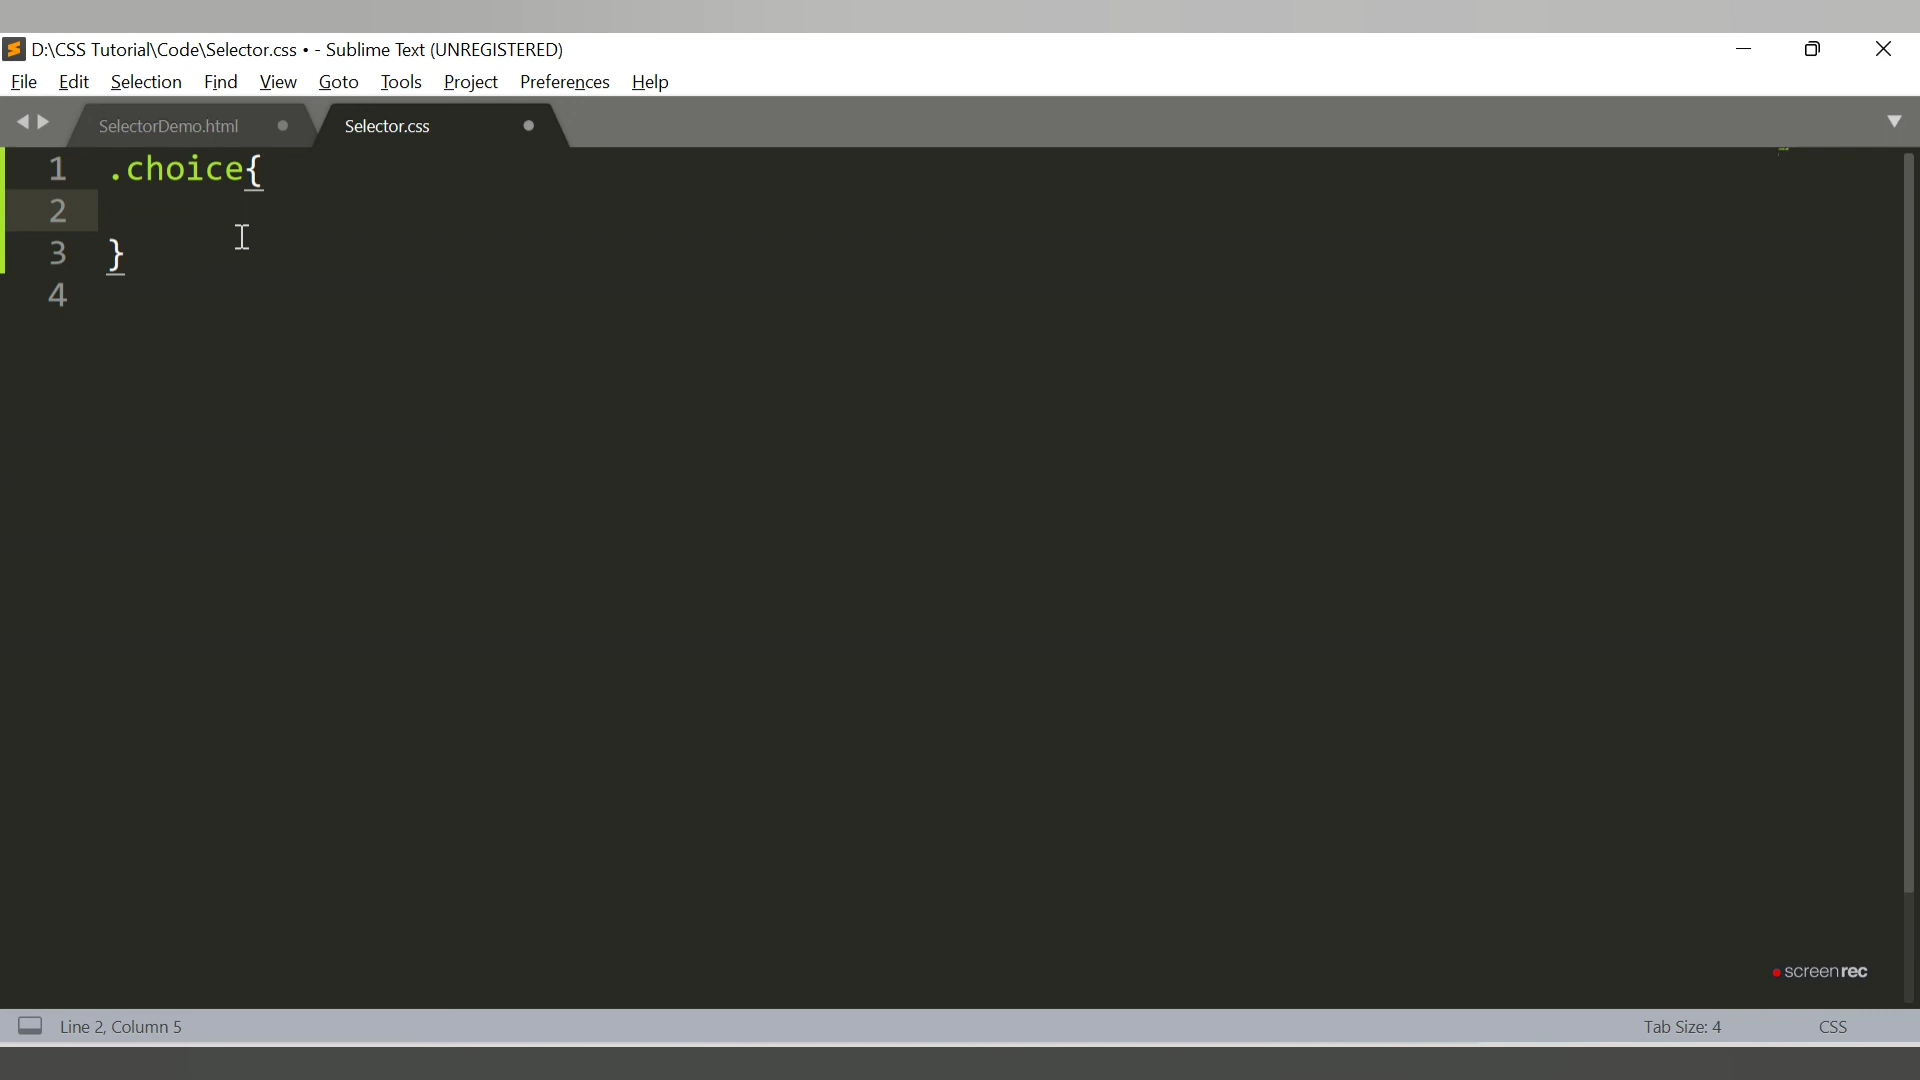 D:\CSS Tutorial\Code\Selector.css • - Sublime Text (UNREGISTERED)
File Edit Selection Find View Goto Tools Project Preferences Help
SelectorDemo.html Selector.css
1 .choice{
2
3 }
4
screenrec
Line 2, Column 5 Tab Size: 4 CSS